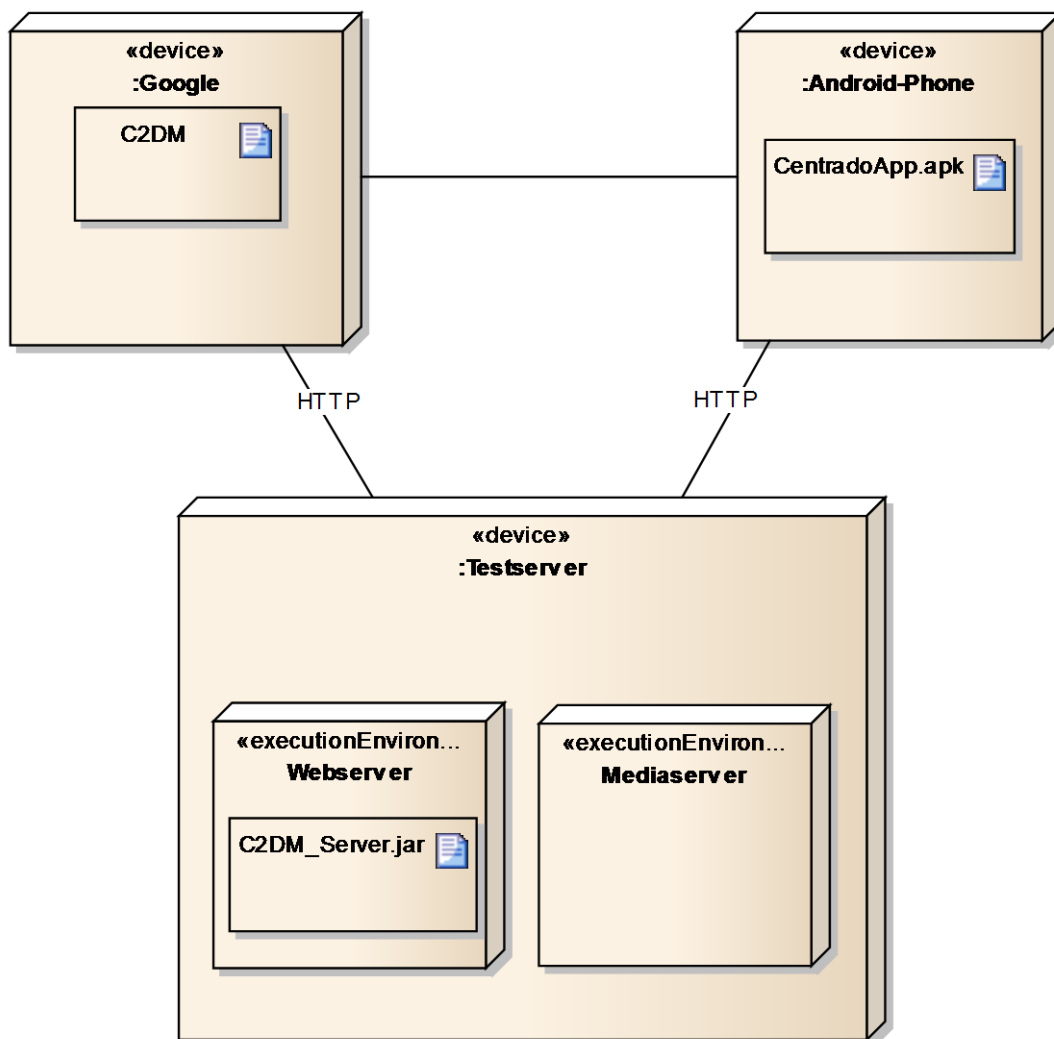 «device»
:Google
C2DM
«device»
:Android-Phone
CentradoApp.apk
HTTP
HTTP
«device»
:Testserver
«executionEnviron...
Webserver
C2DM_Server.jar
«executionEnviron...
Mediaserver